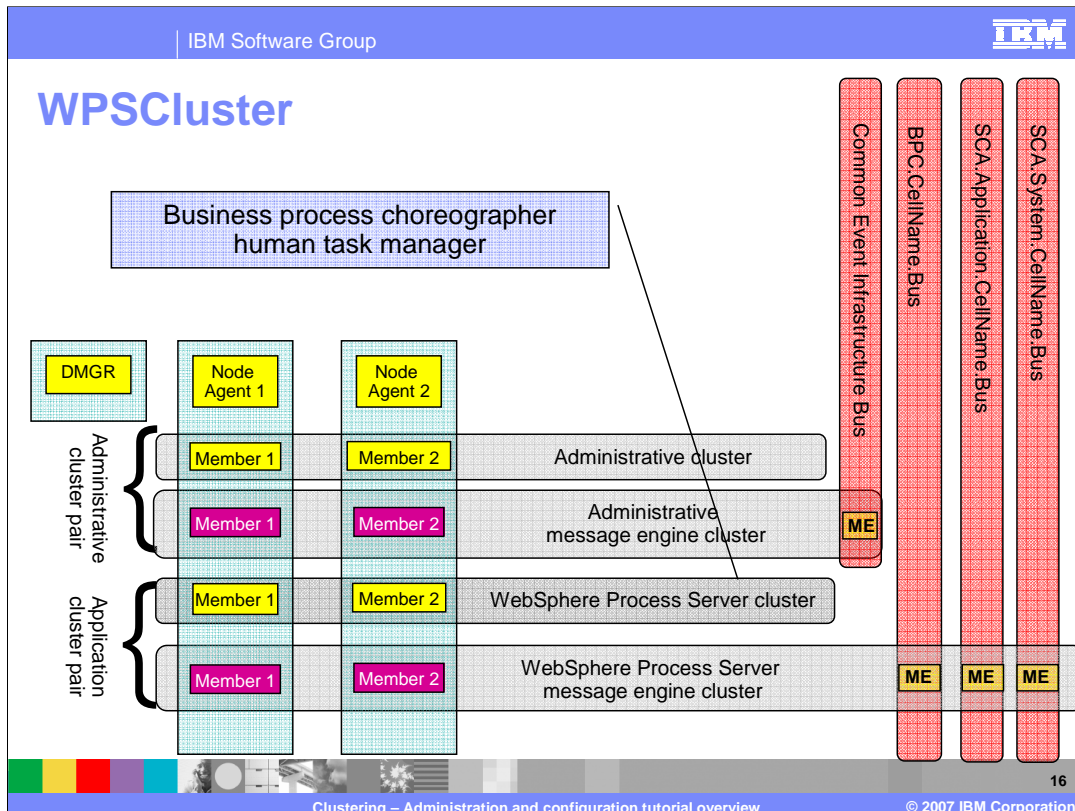 IBM Software Group
IBM
WPSCluster
Business process choreographer
human task manager
Common Event Infrastructure Bus
BPC.CellName.Bus
SCA.Application.CellName.Bus
SCA.System.CellName.Bus
DMGR
Node
Agent 1
Node
Agent 2
Administrative
cluster pair
Member 1
Member 2
Administrative cluster
Member 1
Member 2
Administrative
message engine cluster
ME
Application
cluster pair
Member 1
Member 2
WebSphere Process Server cluster
Member 1
Member 2
WebSphere Process Server
message engine cluster
ME
ME
ME
16
Clustering – Administration and configuration tutorial overview
© 2007 IBM Corporation